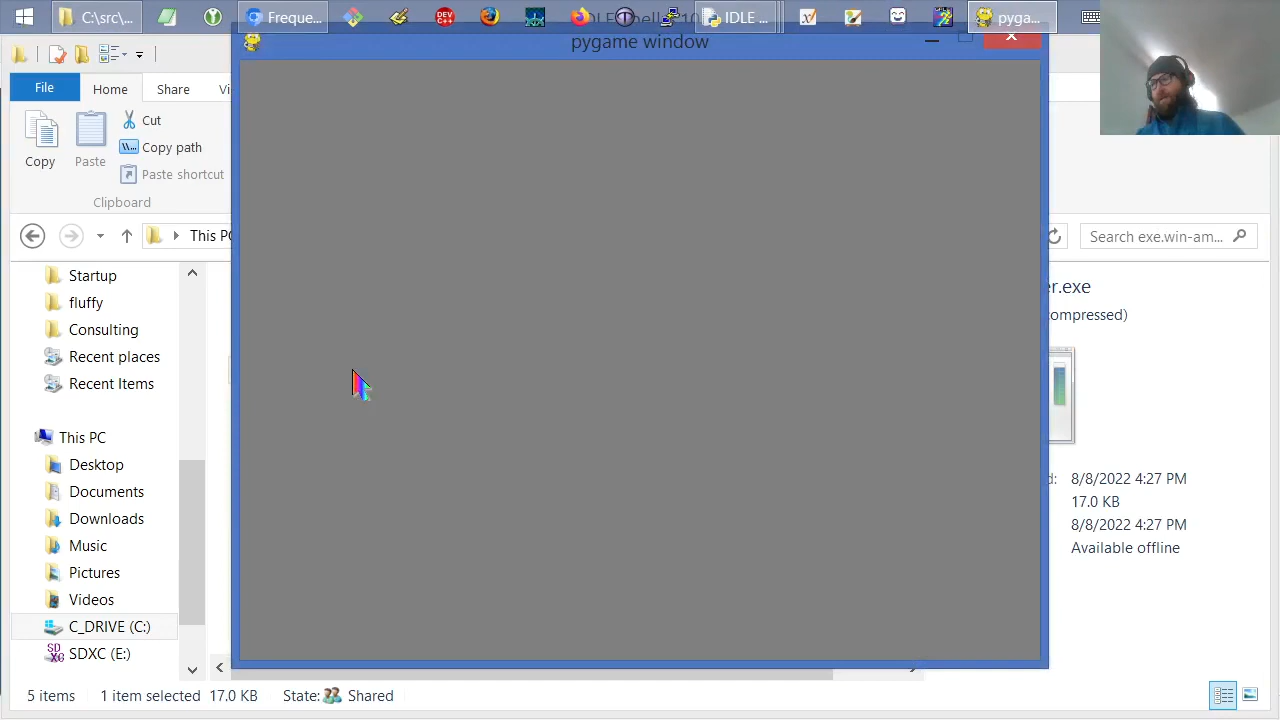 C:\src\...
Freque...
IDLE ...
pyga...
pygame window
File
Home
Share
Vi
Copy
Paste
Cut
Copy path
Paste shortcut
Clipboard
This PC
Search exe.win-am...
Startup
fluffy
Consulting
Recent places
Recent Items
This PC
Desktop
Documents
Downloads
Music
Pictures
Videos
C_DRIVE (C:)
SDXC (E:)
er.exe
compressed)
d: 8/8/2022 4:27 PM
17.0 KB
8/8/2022 4:27 PM
Available offline
5 items 1 item selected 17.0 KB State: Shared